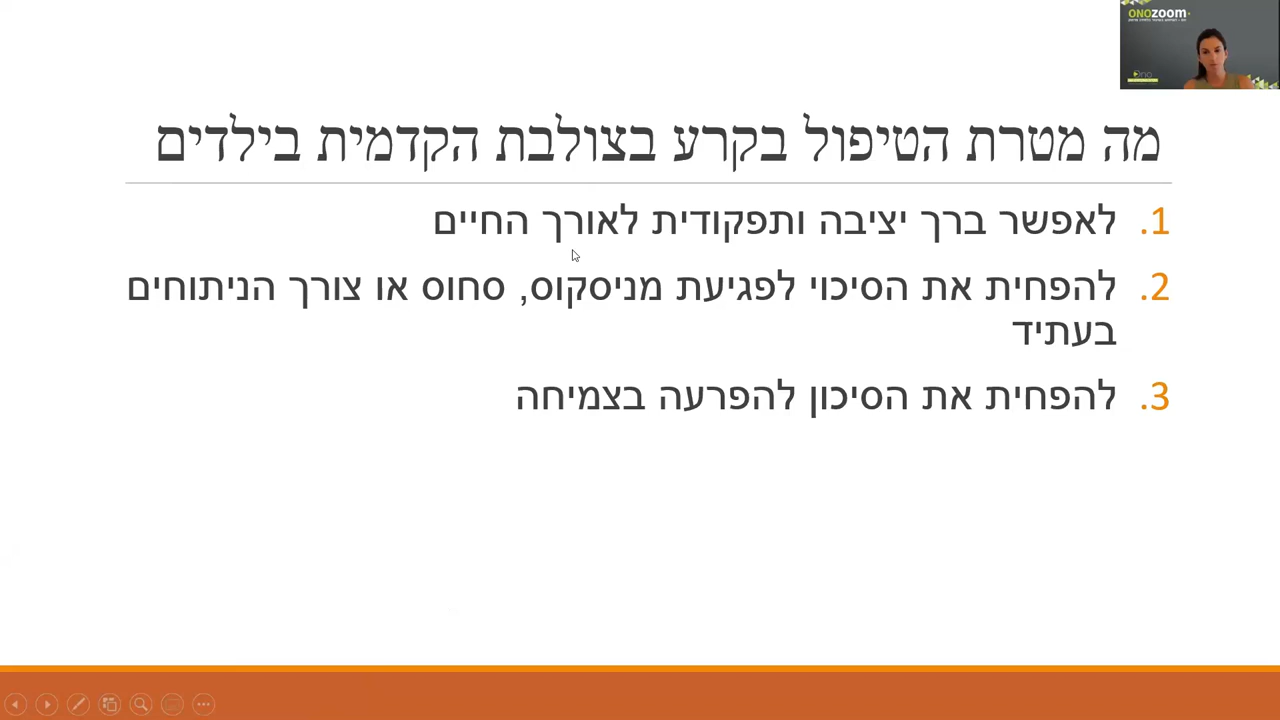 ONOZOOM
מה מטרת הטיפול בקרע בצולבת הקדמית בילדים
1. לאפשר ברך יציבה ותפקודית לאורך החיים
2. להפחית את הסיכוי לפגיעת מניסקוס, סחוס או צורך הניתוחים
בעתיד
3. להפחית את הסיכון להפרעה בצמיחה